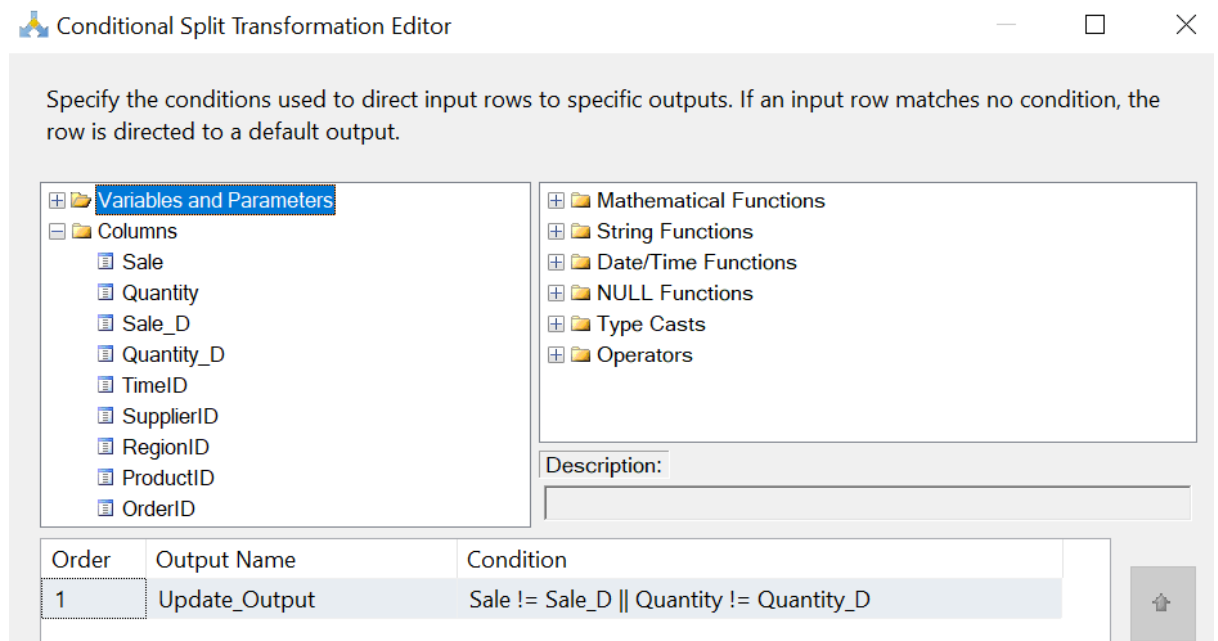 Conditional Split Transformation Editor
Specify the conditions used to direct input rows to specific outputs. If an input row matches no condition, the
row is directed to a default output.
Variables and Parameters
Columns
Sale
Quantity
Sale_D
Quantity_D
TimeID
SupplierID
RegionID
ProductID
OrderID
Mathematical Functions
String Functions
Date/Time Functions
NULL Functions
Type Casts
Operators
Description:
Order Output Name Condition
1 Update_Output Sale != Sale_D || Quantity != Quantity_D